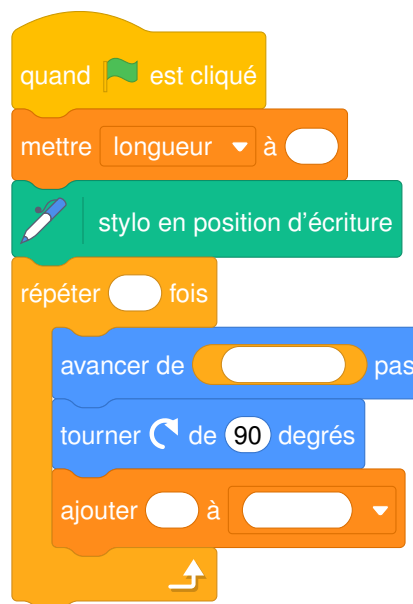 quand est cliqué
mettre longueur à
stylo en position d’écriture
répéter fois
avancer de pas
tourner de 90 degrés
ajouter à